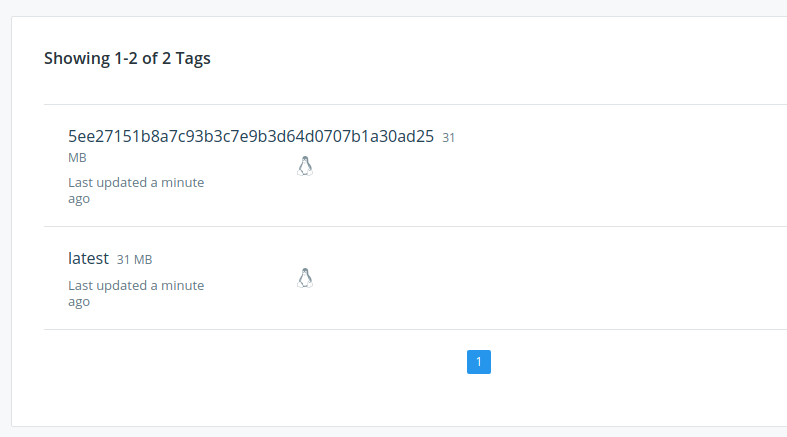 Showing 1-2 of 2 Tags
5ee27151b8a7c93b3c7e9b3d64d0707b1a30ad25 31
MB
Last updated a minute
ago
latest 31 MB
Last updated a minute
ago
1